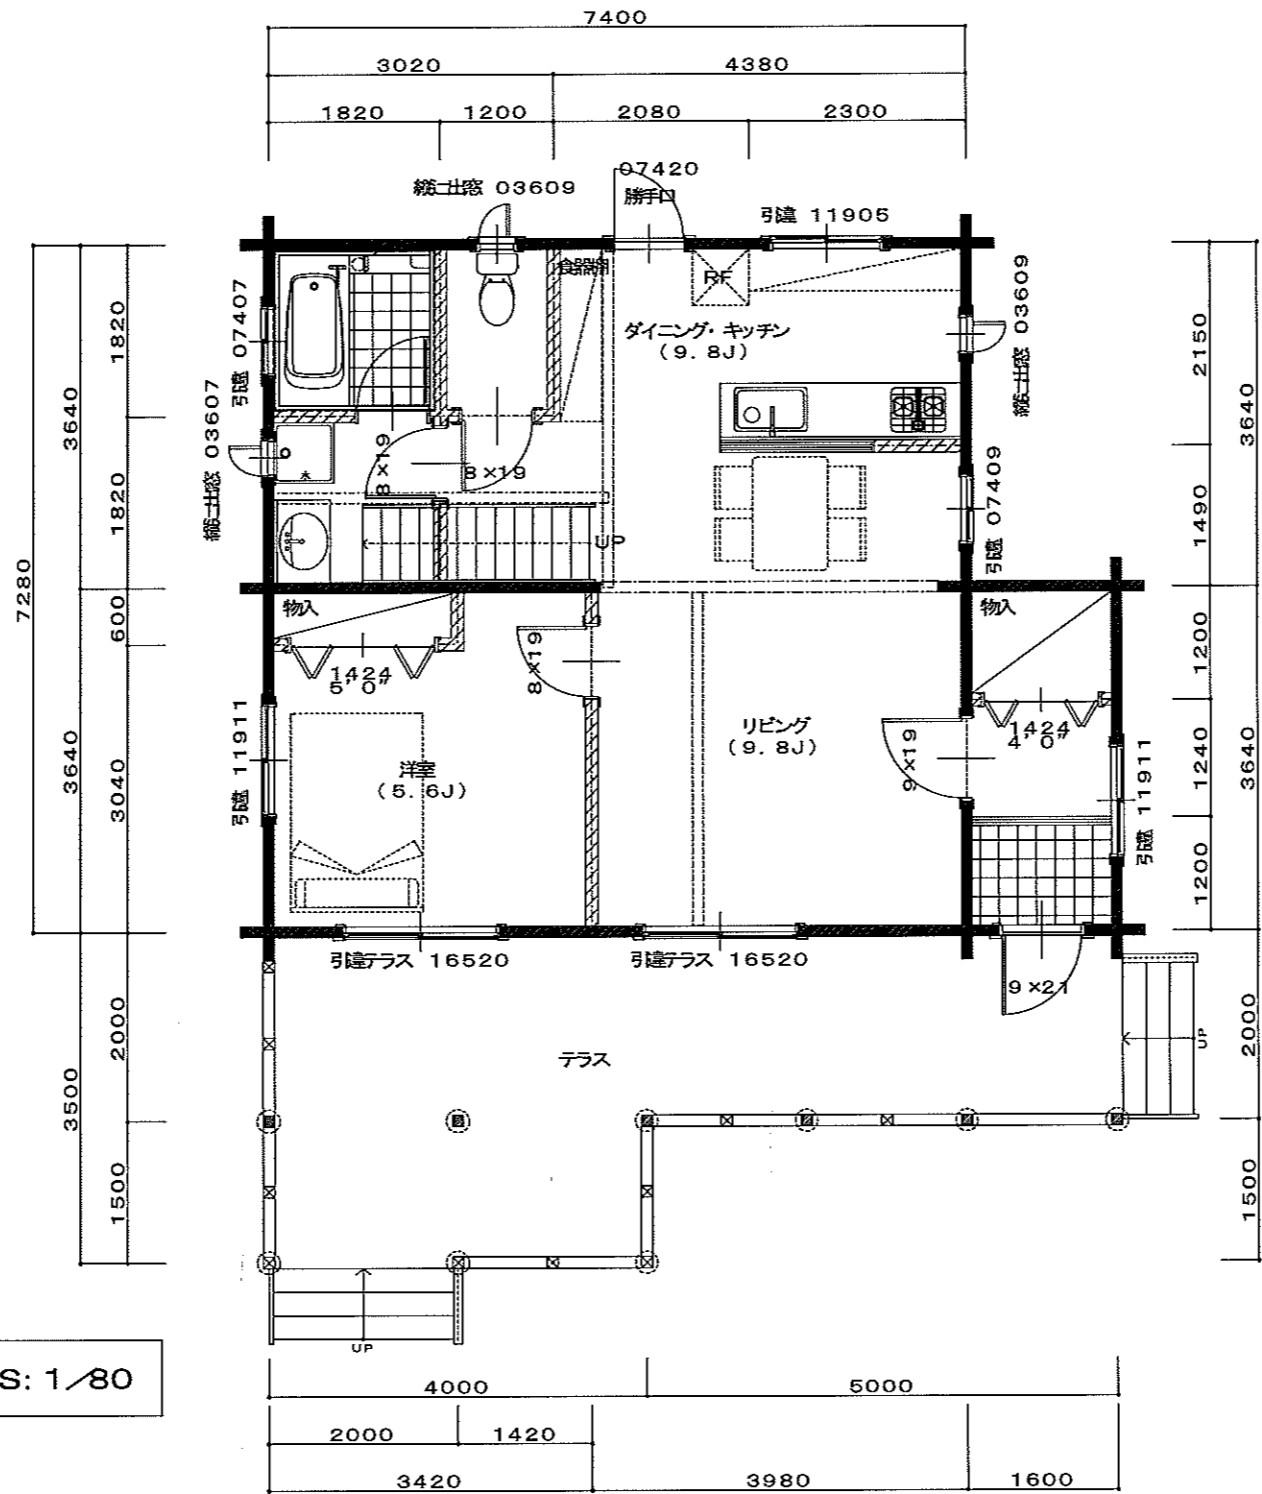 7400
3020
4380
1820
1200
2080
2300
07420
勝手口
縦辷出窓 03609
引違 11905
食器棚
RF
ダイニング・キッチン
(9.8J)
引違 07407
縦辷出窓 03607
縦辷出窓 03609
引違 07409
8×19
8×19
UP
物入
1424
5'0"
8×19
洋室
(5.6J)
リビング
(9.8J)
9×19
物入
1424
4'0"
引違 11911
引違 11911
引違テラス 16520
引違テラス 16520
9×21
テラス
UP
UP
7280
3640
3640
3500
1820
1820
600
3040
2000
1500
2150
1490
1200
1240
1200
3640
3640
2000
1500
S: 1/80
4000
5000
2000
1420
3420
3980
1600